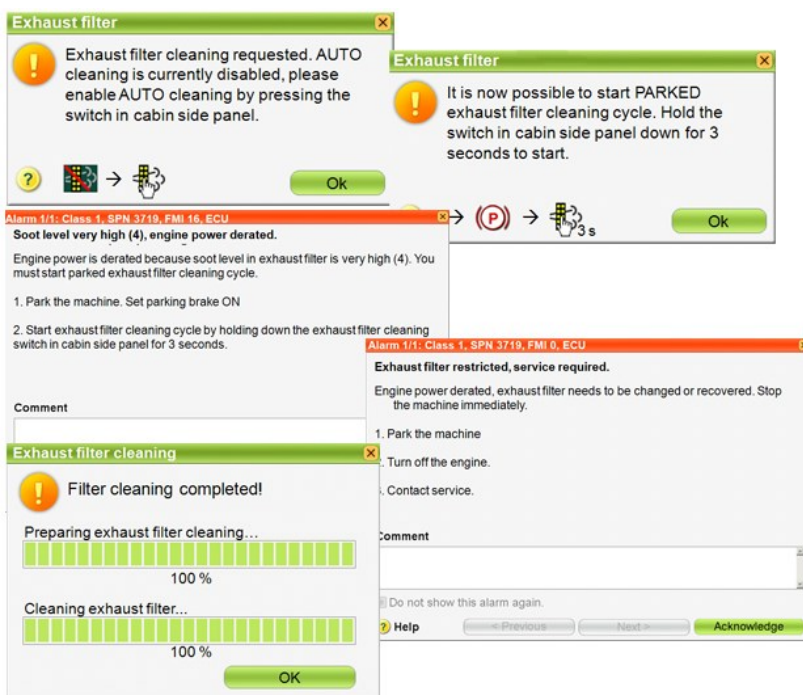 Exhaust filter
Exhaust filter cleaning requested. AUTO
cleaning is currently disabled, please
enable AUTO cleaning by pressing the
switch in cabin side panel.
?
Ok
Exhaust filter
It is now possible to start PARKED
exhaust filter cleaning cycle. Hold the
switch in cabin side panel down for 3
seconds to start.
P
3 s
Ok
Alarm 1/1: Class 1, SPN 3719, FMI 16, ECU
Soot level very high (4), engine power derated.
Engine power is derated because soot level in exhaust filter is very high (4). You
must start parked exhaust filter cleaning cycle.
1. Park the machine. Set parking brake ON
2. Start exhaust filter cleaning cycle by holding down the exhaust filter cleaning
switch in cabin side panel for 3 seconds.
Comment
Alarm 1/1: Class 1, SPN 3719, FMI 0, ECU
Exhaust filter restricted, service required.
Engine power derated, exhaust filter needs to be changed or recovered. Stop
the machine immediately.
1. Park the machine
2. Turn off the engine.
3. Contact service.
Comment
Do not show this alarm again.
? Help
< Previous
Next >
Acknowledge
Exhaust filter cleaning
Filter cleaning completed!
Preparing exhaust filter cleaning...
100 %
Cleaning exhaust filter...
100 %
OK